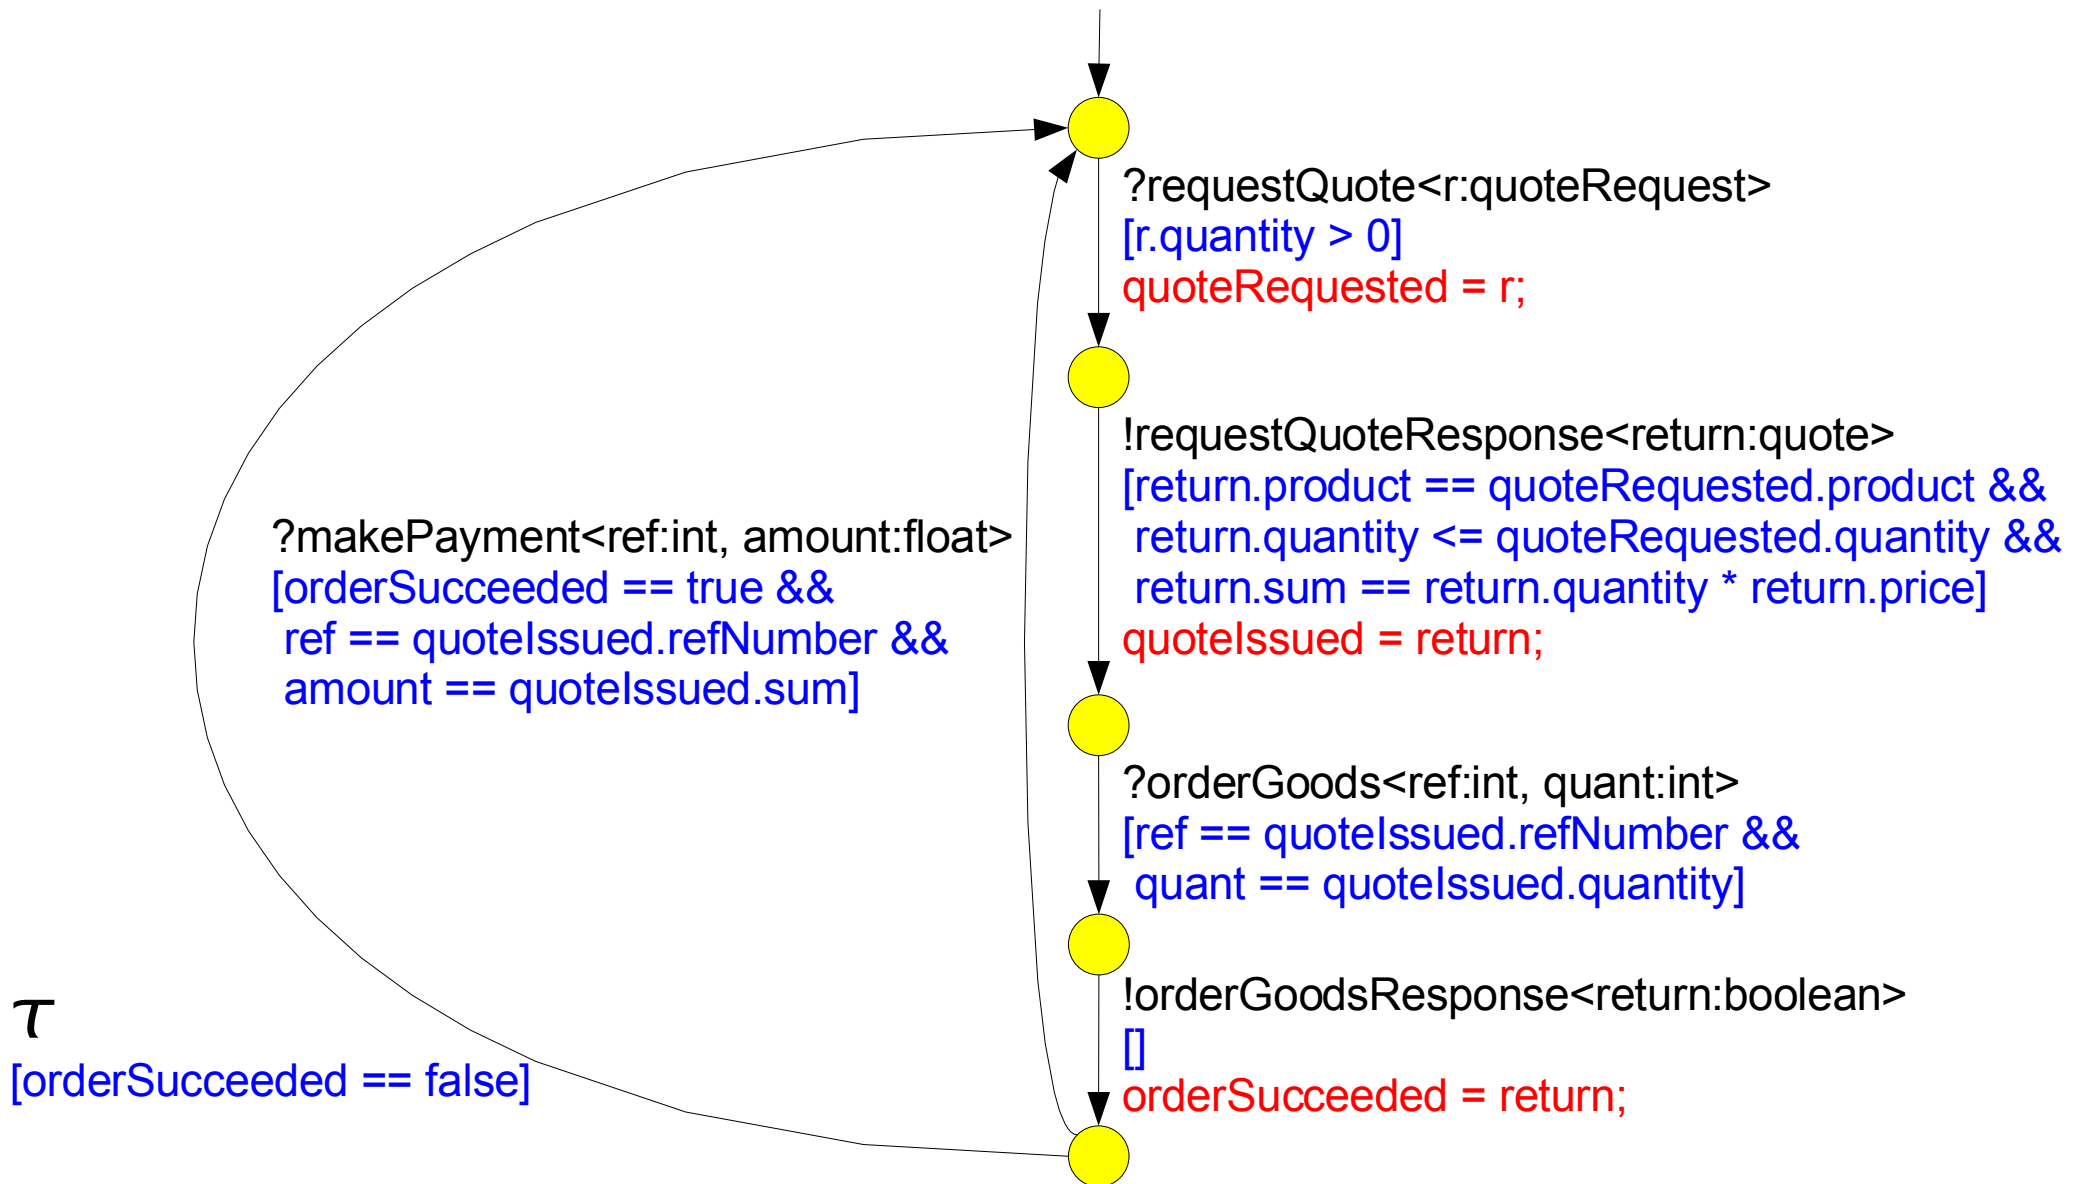 ?requestQuote<r:quoteRequest>
[r.quantity > 0]
quoteRequested = r;
!requestQuoteResponse<return:quote>
[return.product == quoteRequested.product &&
return.quantity <= quoteRequested.quantity &&
return.sum == return.quantity * return.price]
quoteIssued = return;
?makePayment<ref:int, amount:float>
[orderSucceeded == true &&
ref == quoteIssued.refNumber &&
amount == quoteIssued.sum]
?orderGoods<ref:int, quant:int>
[ref == quoteIssued.refNumber &&
quant == quoteIssued.quantity]
!orderGoodsResponse<return:boolean>
[]
orderSucceeded = return;
τ
[orderSucceeded == false]